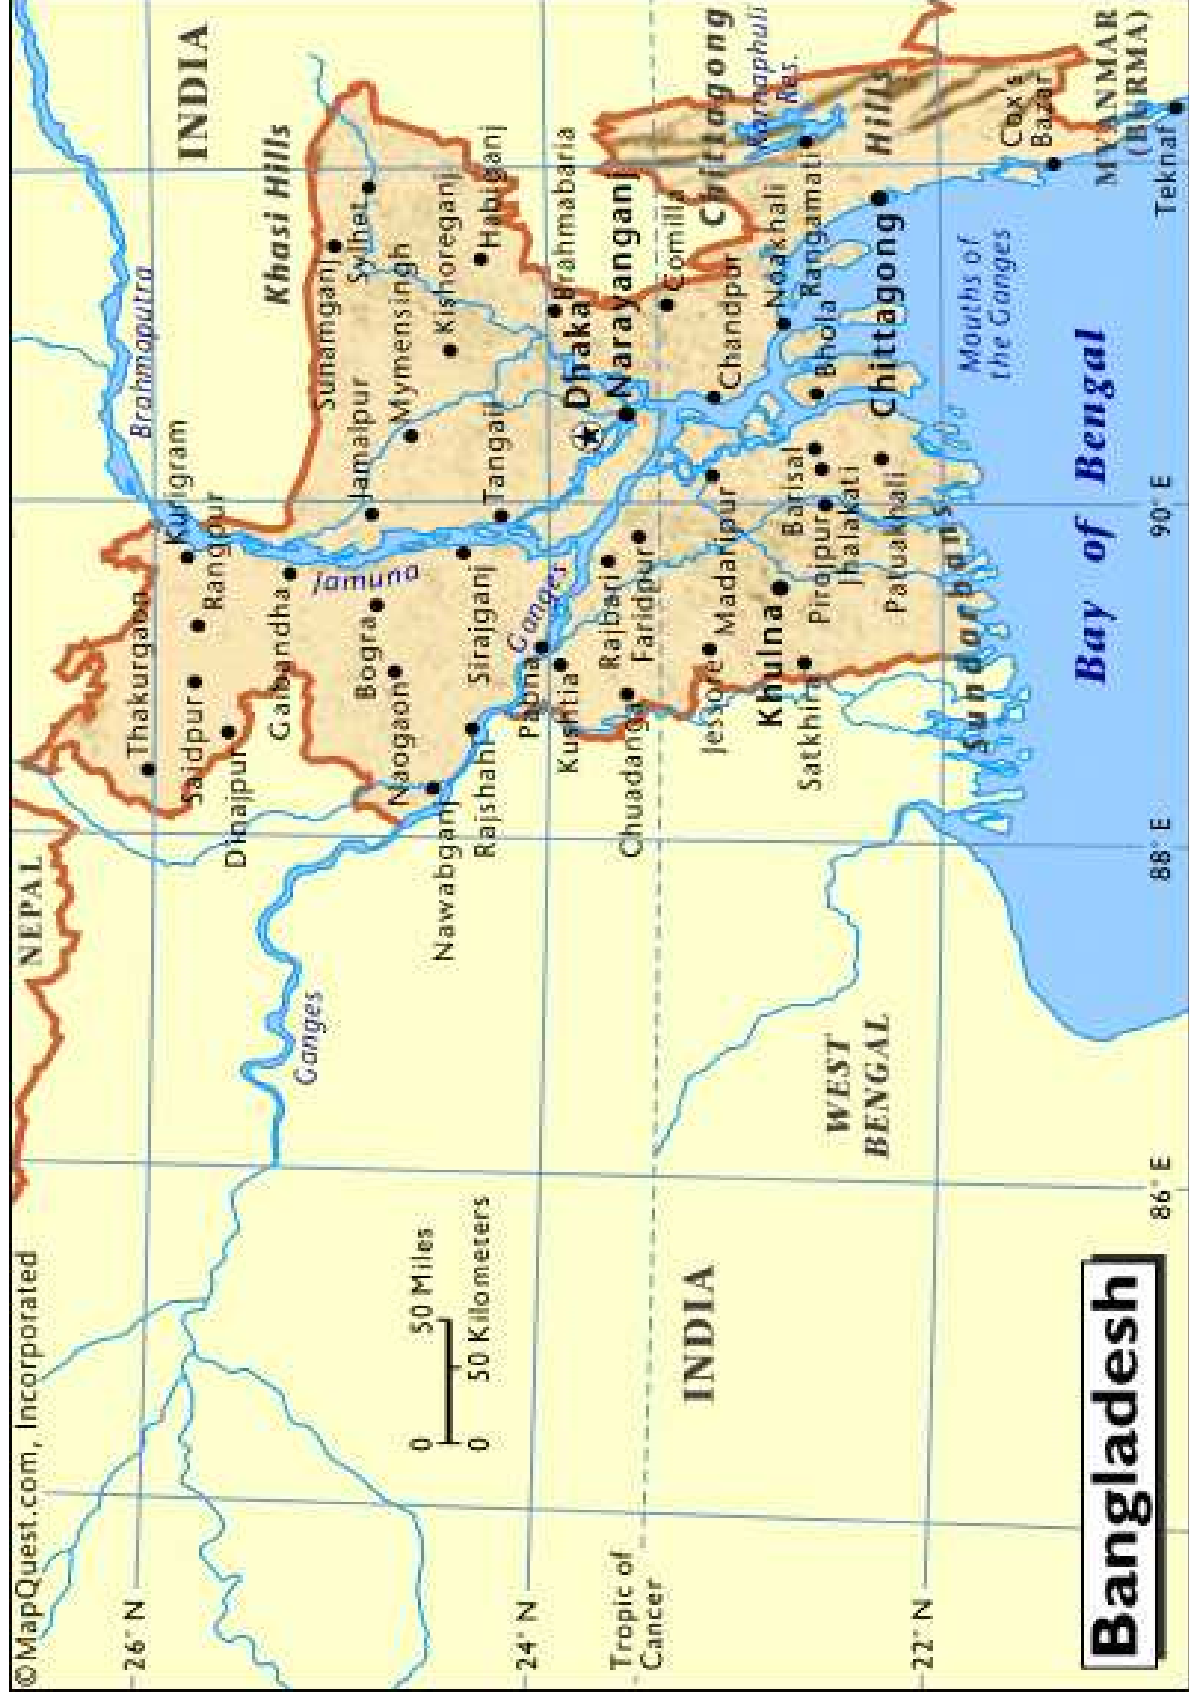 ©MapQuest.com, Incorporated
NEPAL
Brahmaputra
INDIA
26° N
Thakurgaon
Kurigram
Saidpur
Rangpur
Dinajpur
Khasi Hills
Ganges
Gaibandha
Jamuna
Sunamganj
Sylhet
Jamalpur
Bogra
Naogaon
Mymensingh
Kishoreganj
Habiganj
Nawabganj
Rajshahi
Sirajganj
Tangail
0 50 Miles
0 50 Kilometers
24° N
Pabna
Ganges
Kushtia
Dhaka
Brahmabaria
Narayanganj
Rajbari
Faridpur
Chuadanga
Comilla
Tropic of
Cancer
INDIA
Jessore
Madaripur
Chandpur
Chittagong
Hills
Karnaphuli
Res.
Khulna
Satkhira
Barisal
Pirojpur
Jhalakati
Noakhali
Rangamati
Bhola
WEST
BENGAL
Patuakhali
Chittagong
22° N
Sundarbans
Mouths of
the Ganges
Cox's
Bazar
Bay of Bengal
MYANMAR
(BURMA)
Teknaf
Bangladesh
86° E
88° E
90° E